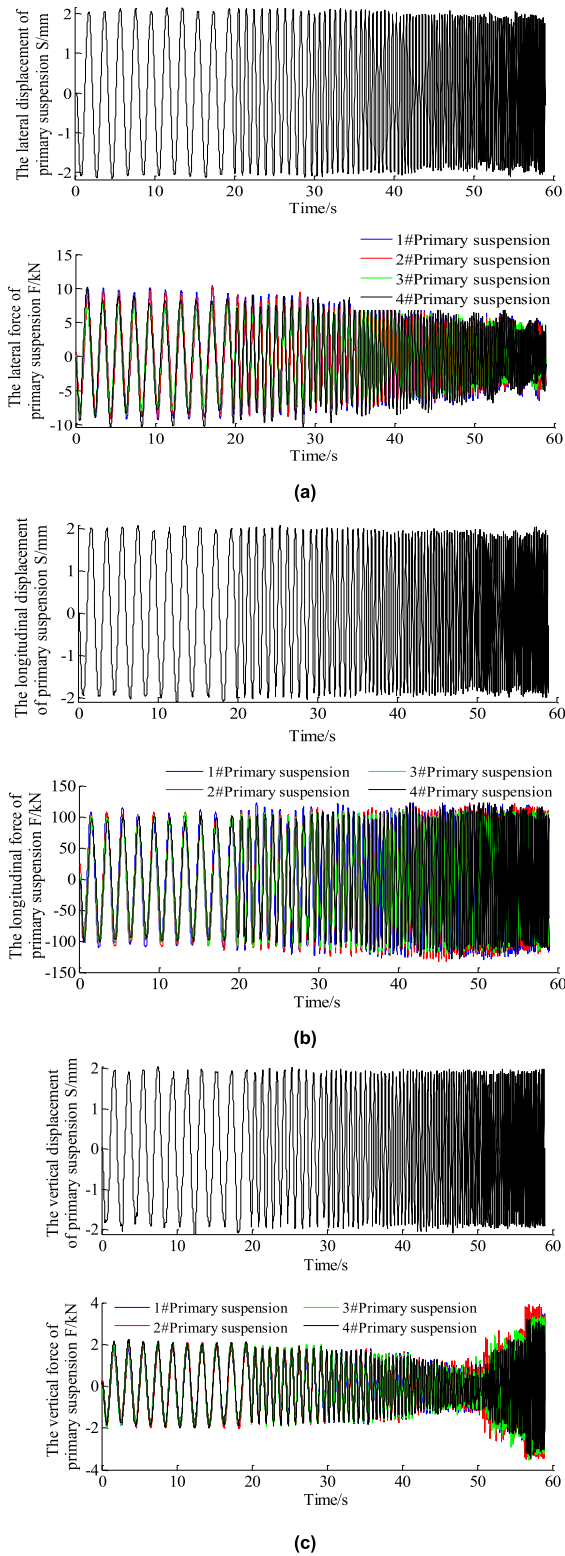 The lateral displacement of
primary suspension S/mm
2
1
0
-1
-2
0 10 20 30 40 50 60
Time/s
The lateral force of
primary suspension F/kN
15
10
5
0
-5
-10
1#Primary suspension
2#Primary suspension
3#Primary suspension
4#Primary suspension
0 10 20 30 40 50 60
Time/s
(a)
The longitudinal displacement
of primary suspension S/mm
2
1
0
-1
-2
0 10 20 30 40 50 60
Time/s
The longitudinal force of
primary suspension F/kN
1#Primary suspension 3#Primary suspension
2#Primary suspension 4#Primary suspension
150
100
50
0
-50
-100
-150
0 10 20 30 40 50 60
Time/s
(b)
The vertical displacement
of primary suspension S/mm
2
1
0
-1
-2
0 10 20 30 40 50 60
Time/s
The vertical force of
primary suspension F/kN
4
2
0
-2
-4
1#Primary suspension 3#Primary suspension
2#Primary suspension 4#Primary suspension
0 10 20 30 40 50 60
Time/s
(c)